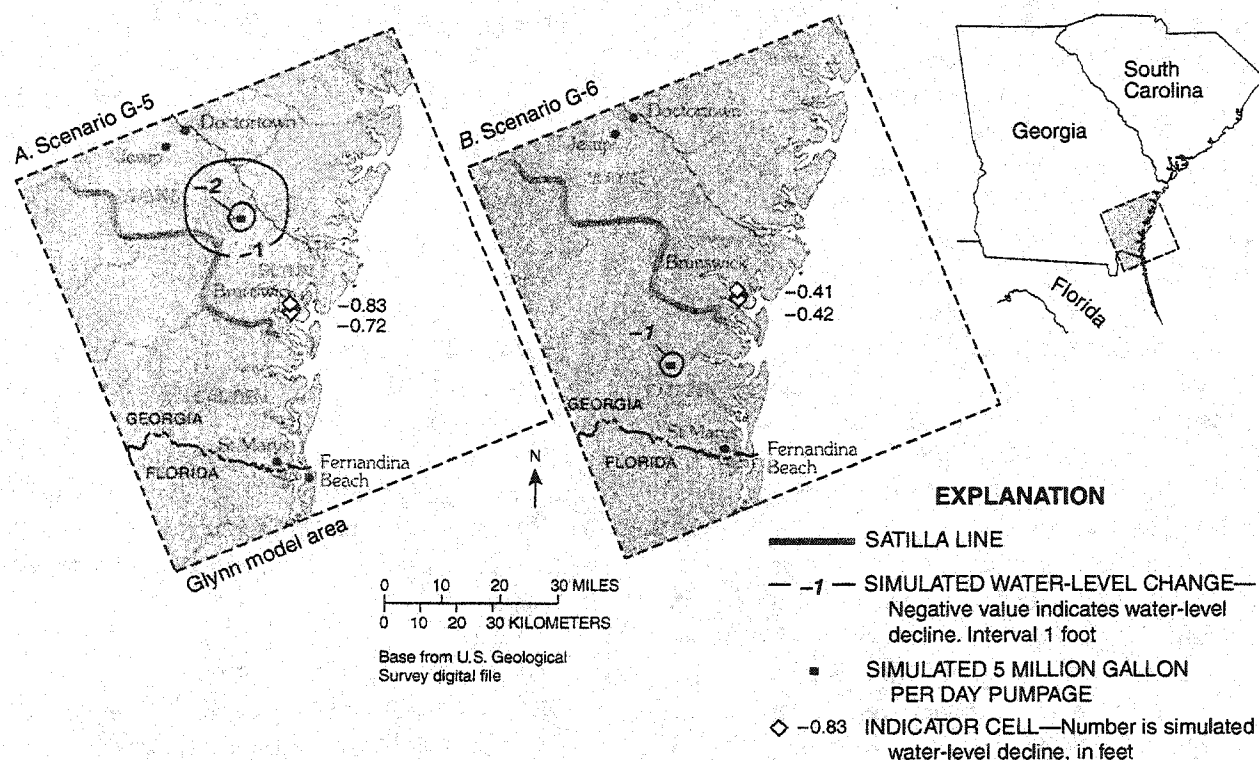 A. Scenario G-5
Doctortown
Jesup
-2
-1
Brunswick
-0.83
-0.72
GEORGIA
FLORIDA
St. Marys
Fernandina
Beach
Glynn model area
B. Scenario G-6
Doctortown
Jesup
WAYNE
Brunswick
-0.41
-0.42
-1
GEORGIA
FLORIDA
St. Marys
Fernandina
Beach
N
0 10 20 30 MILES
0 10 20 30 KILOMETERS
Base from U.S. Geological
Survey digital file
South
Carolina
Georgia
Florida
EXPLANATION
SATILLA LINE
— -1 — SIMULATED WATER-LEVEL CHANGE—
Negative value indicates water-level
decline. Interval 1 foot
SIMULATED 5 MILLION GALLON
PER DAY PUMPAGE
-0.83 INDICATOR CELL—Number is simulated
water-level decline, in feet